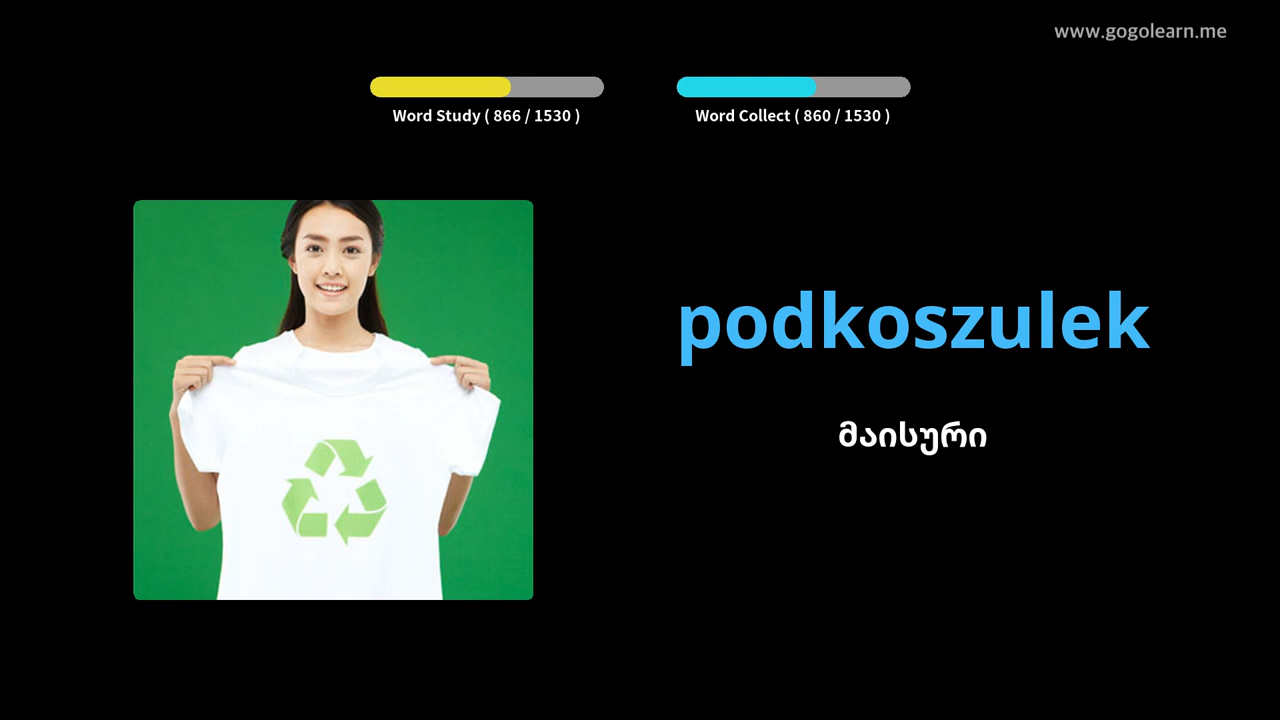 www.gogolearn.me
Word Study ( 866 / 1530 )
Word Collect ( 860 / 1530 )
podkoszulek
მაისური